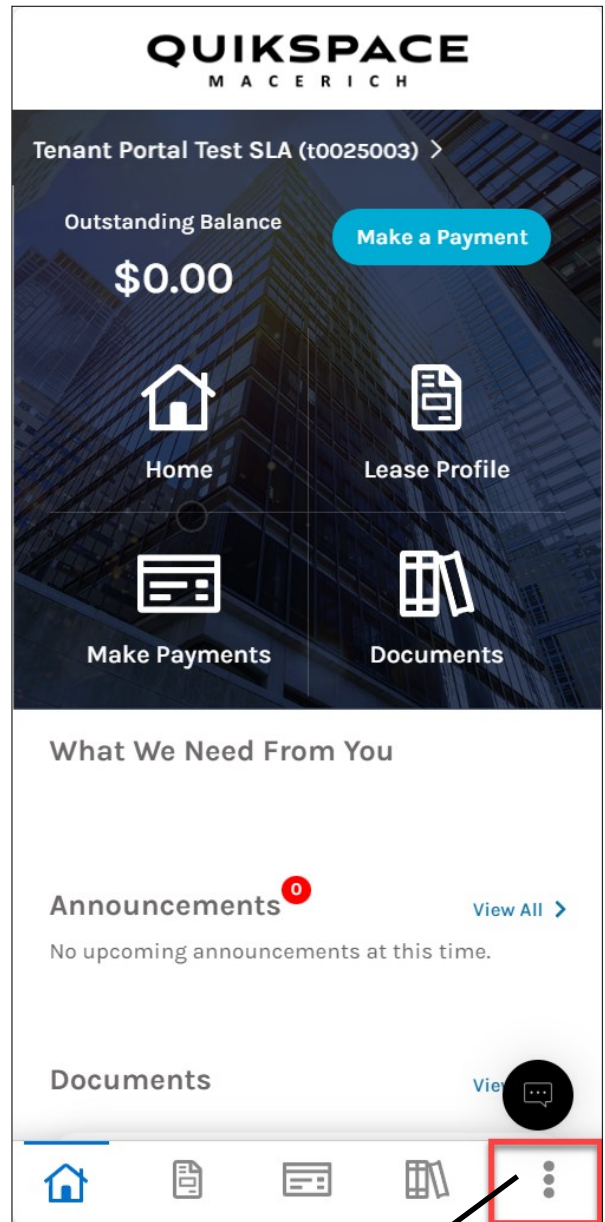 QUIKSPACE
MACERICH
Tenant Portal Test SLA (t0025003) >
Outstanding Balance
Make a Payment
$0.00
Home
Lease Profile
Make Payments
Documents
What We Need From You
Announcements 0
View All >
No upcoming announcements at this time.
Documents